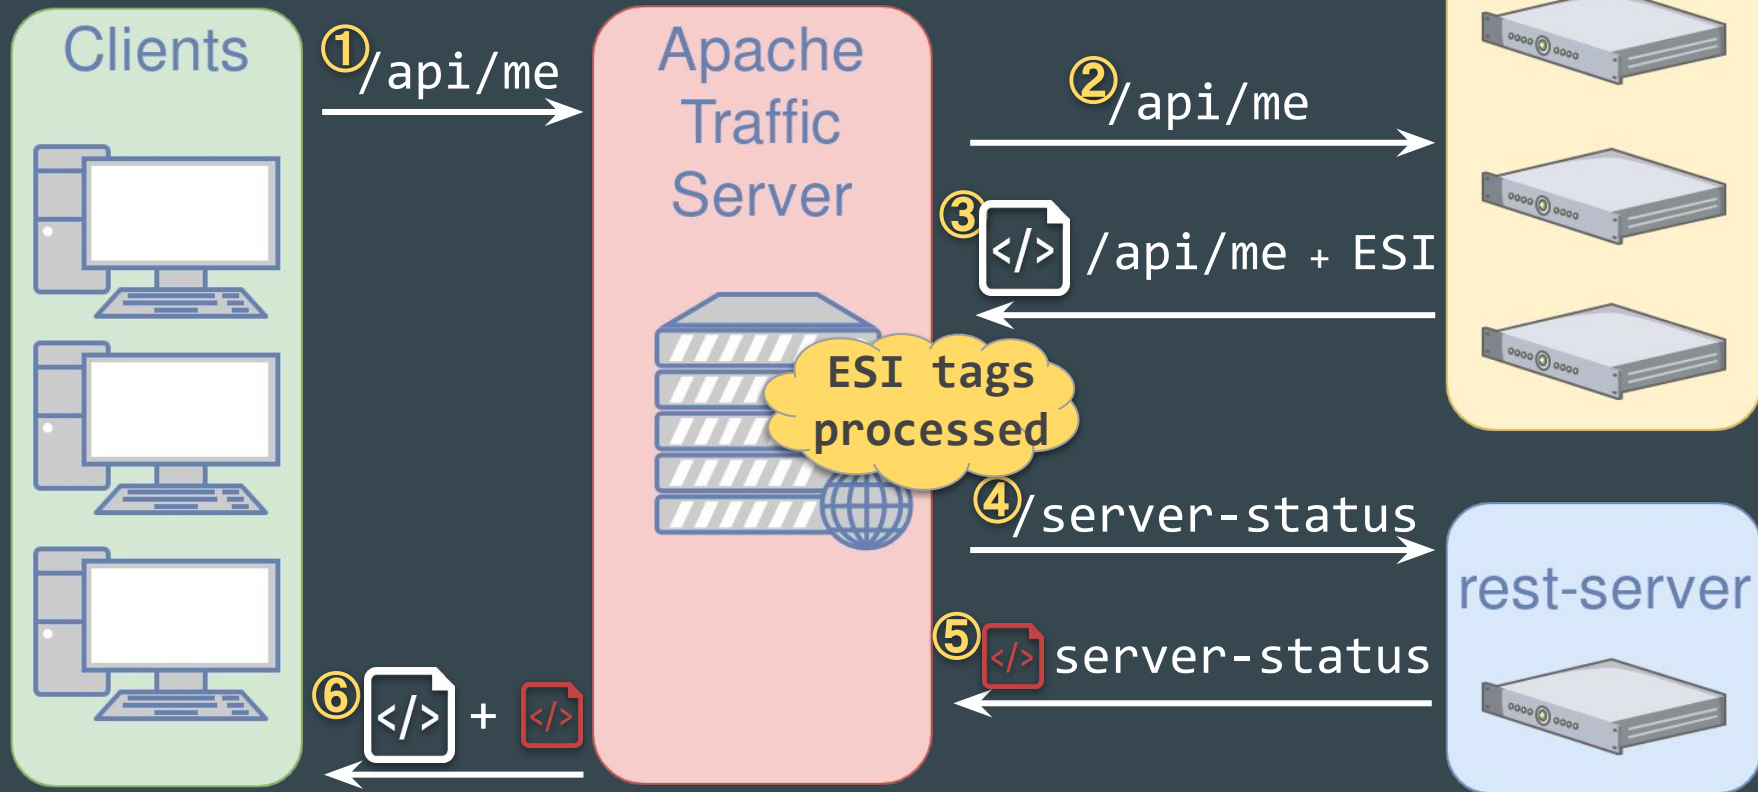 Clients
① /api/me
Apache
Traffic
Server
② /api/me
③ </> /api/me + ESI
ESI tags
processed
④ /server-status
rest-server
⑤ </> server-status
⑥ </> + </>